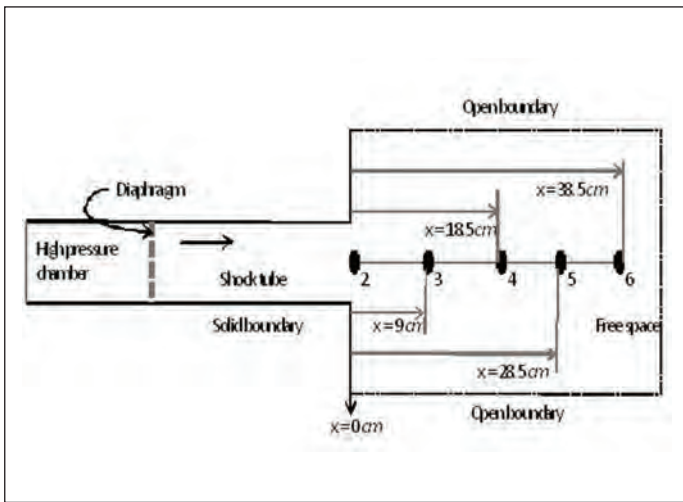 Open boundary
Diaphragm
x=38.5cm
x=18.5cm
High pressure
chamber
Shock tube
2
3
4
5
6
Solid boundary
x=9cm
Free space
x=28.5cm
Open boundary
x=0cm